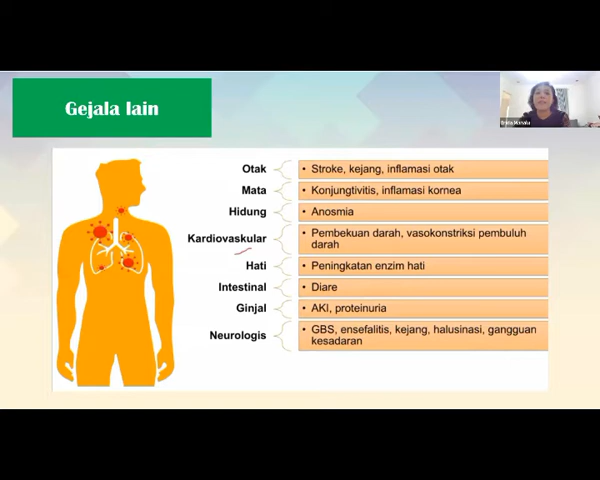 Gejala lain
Otak
• Stroke, kejang, inflamasi otak
Mata
• Konjungtivitis, inflamasi kornea
Hidung
• Anosmia
Kardiovaskular
• Pembekuan darah, vasokonstriksi pembuluh
darah
Hati
• Peningkatan enzim hati
Intestinal
• Diare
Ginjal
• AKI, proteinuria
Neurologis
• GBS, ensefalitis, kejang, halusinasi, gangguan
kesadaran